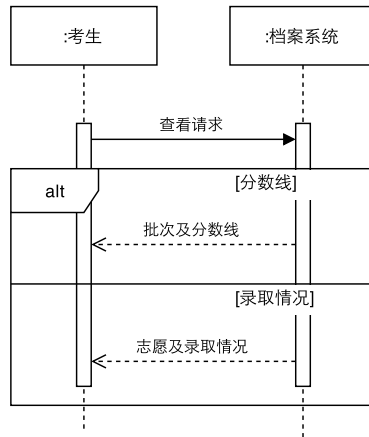 :考生
:档案系统
查看请求
[分数线]
alt
批次及分数线
[录取情况]
志愿及录取情况